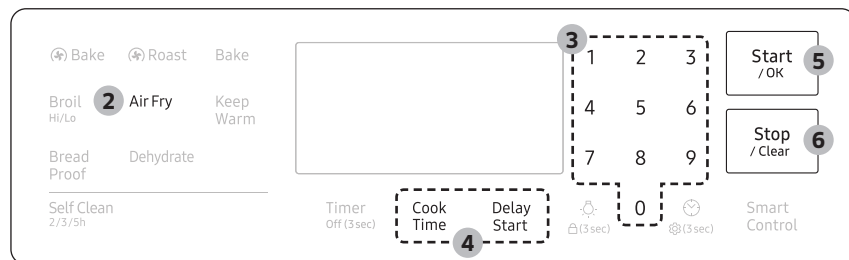 3
Bake Roast Bake
1 2 3
Start
/ OK
5
Broil
Hi/Lo
2
Air Fry
Keep
Warm
4 5 6
Stop
/ Clear
6
Bread
Proof
Dehydrate
7 8 9
Self Clean
2/3/5h
Timer
Off (3 sec)
Cook
Time
Delay
Start
4
0
(3 sec)
(3 sec)
Smart
Control